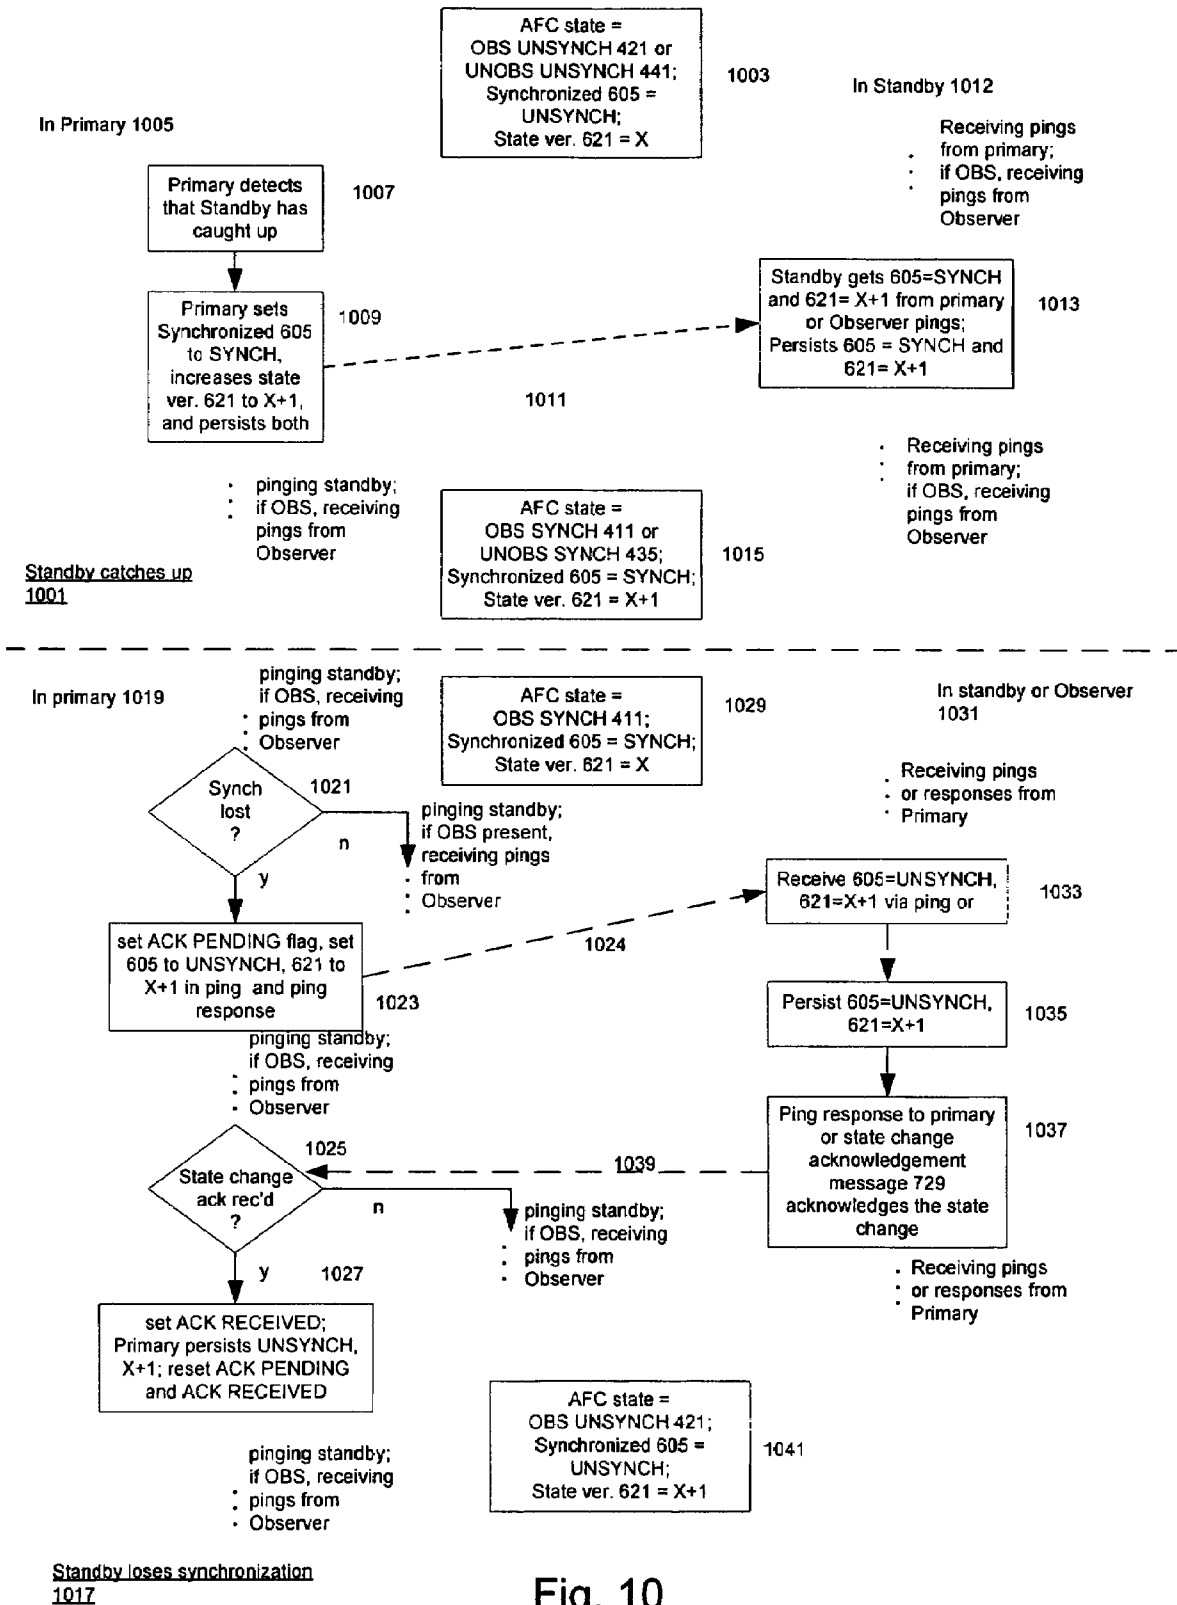 AFC state =
OBS UNSYNCH 421 or
UNOBS UNSYNCH 441;
Synchronized 605 =
UNSYNCH;
State ver. 621 = X
1003
In Standby 1012
In Primary 1005
Receiving pings
from primary;
if OBS, receiving
pings from
Observer
Primary detects
that Standby has
caught up
1007
Primary sets
Synchronized 605
to SYNCH,
increases state
ver. 621 to X+1,
and persists both
1009
1011
Standby gets 605=SYNCH
and 621= X+1 from primary
or Observer pings;
Persists 605 = SYNCH and
621= X+1
1013
pinging standby;
if OBS, receiving
pings from
Observer
Receiving pings
from primary;
if OBS, receiving
pings from
Observer
AFC state =
OBS SYNCH 411 or
UNOBS SYNCH 435;
Synchronized 605 = SYNCH;
State ver. 621 = X+1
1015
Standby catches up
1001
In primary 1019
pinging standby;
if OBS, receiving
pings from
Observer
AFC state =
OBS SYNCH 411;
Synchronized 605 = SYNCH;
State ver. 621 = X
1029
In standby or Observer
1031
Receiving pings
or responses from
Primary
Synch
lost
?
1021
n
y
pinging standby;
if OBS present,
receiving pings
from
Observer
set ACK PENDING flag, set
605 to UNSYNCH, 621 to
X+1 in ping and ping
response
1023
1024
Receive 605=UNSYNCH,
621=X+1 via ping or
1033
Persist 605=UNSYNCH,
621=X+1
1035
pinging standby;
if OBS, receiving
pings from
Observer
Ping response to primary
or state change
acknowledgement
message 729
acknowledges the state
change
1037
1039
State change
ack rec'd
?
1025
n
y
pinging standby;
if OBS, receiving
pings from
Observer
Receiving pings
or responses from
Primary
1027
set ACK RECEIVED;
Primary persists UNSYNCH,
X+1; reset ACK PENDING
and ACK RECEIVED
AFC state =
OBS UNSYNCH 421;
Synchronized 605 =
UNSYNCH;
State ver. 621 = X+1
1041
pinging standby;
if OBS, receiving
pings from
Observer
Standby loses synchronization
1017
Fig. 10